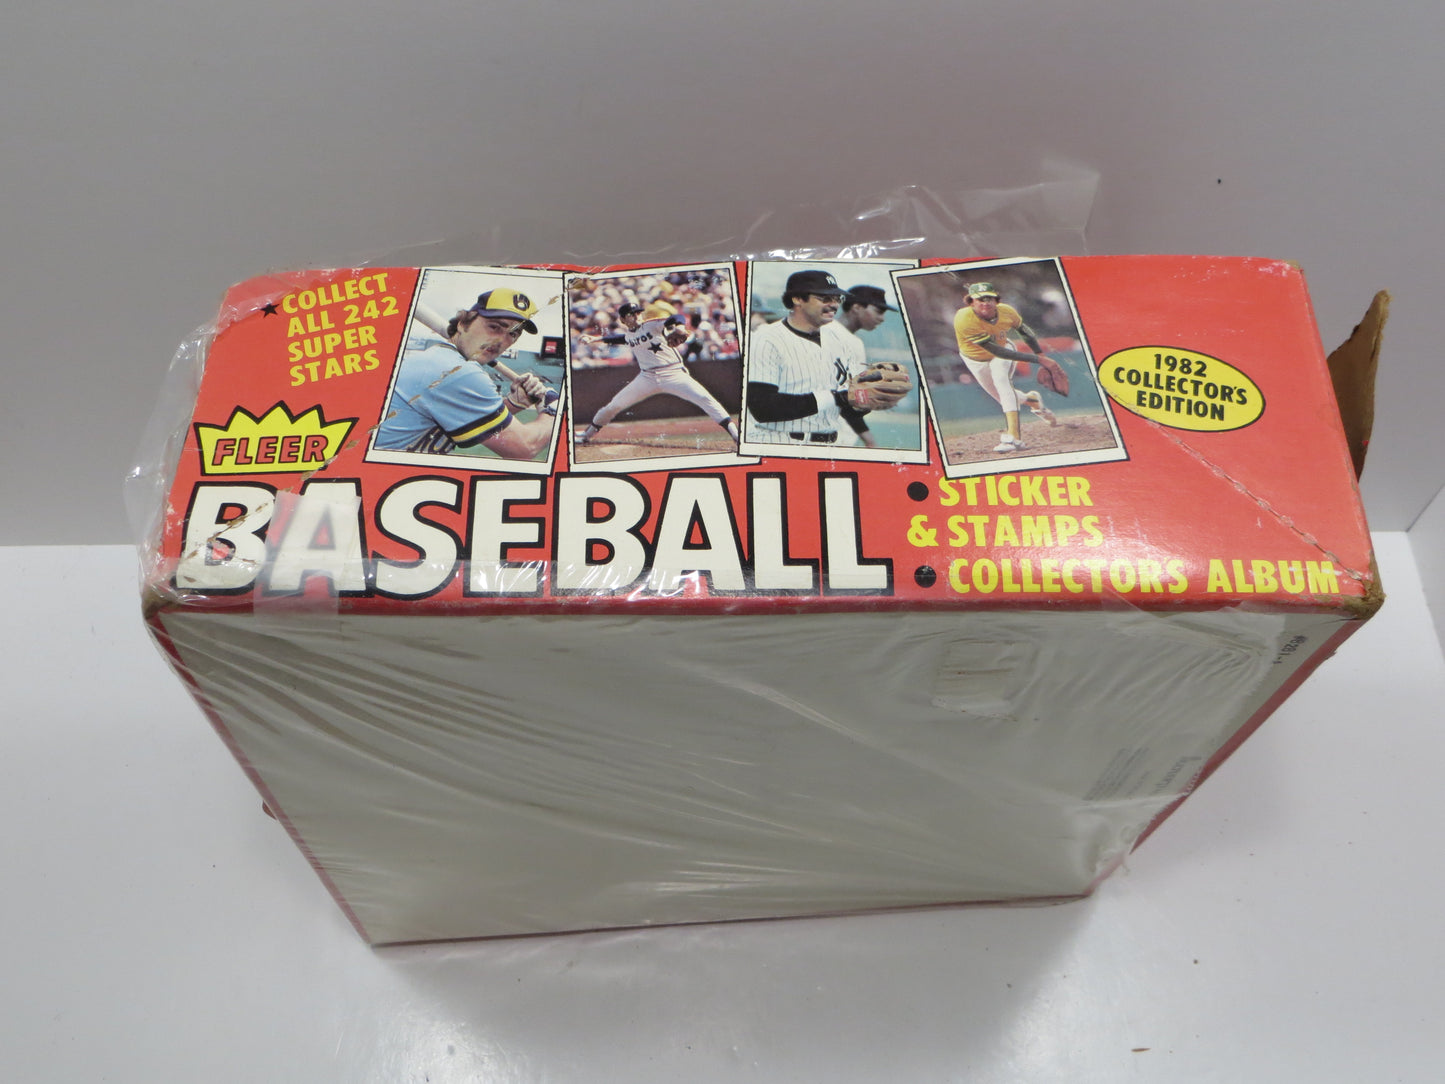 ★COLLECT
ALL 242
SUPER
STARS
FLEER
BASEBALL
1982
COLLECTOR'S
EDITION
• STICKER
& STAMPS
• COLLECTORS ALBUM